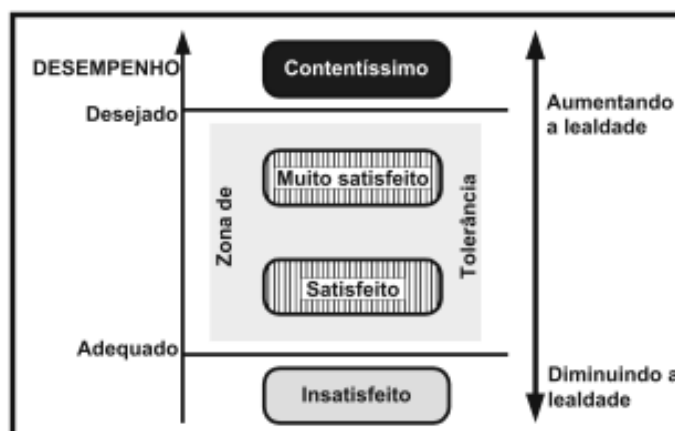 DESEMPENHO
Contentíssimo
Desejado
Aumentando
a lealdade
Muito satisfeito
Zona de
Tolerância
Satisfeito
Adequado
Insatisfeito
Diminuindo a
lealdade